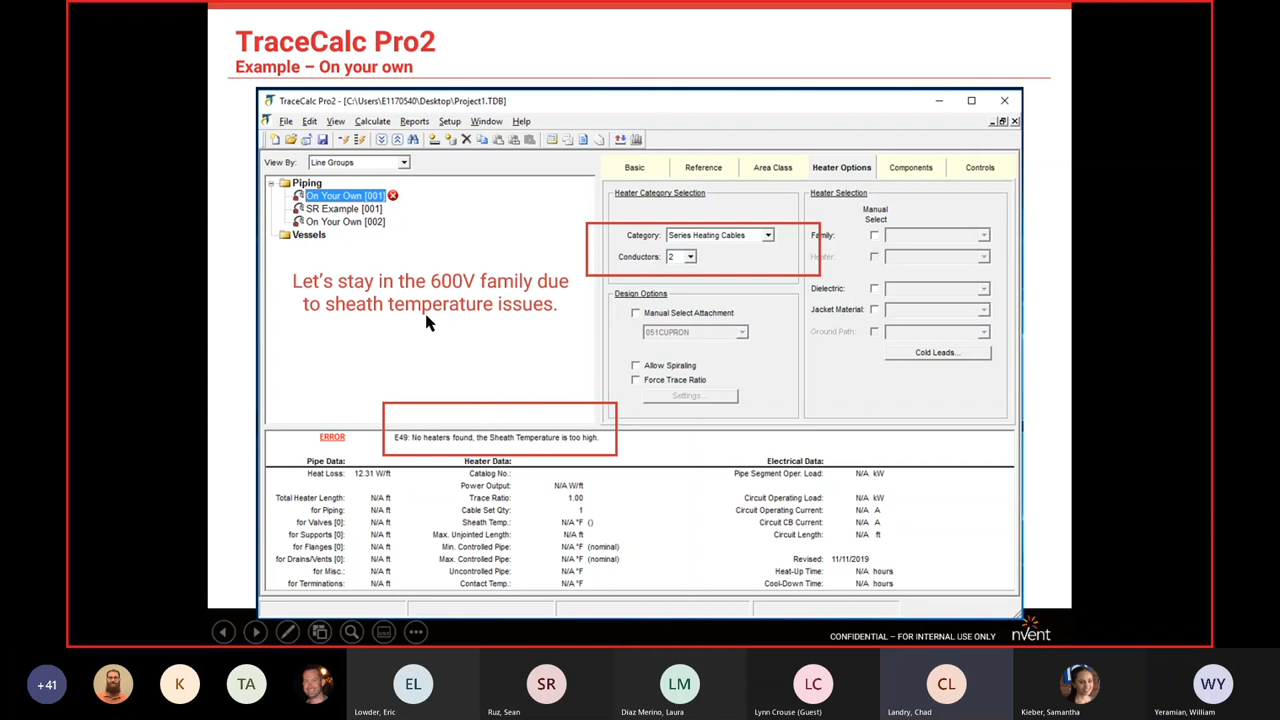 TraceCalc Pro2
Example – On your own
TraceCalc Pro2 - [C:\Users\E1170540\Desktop\Project1.TDB]
File Edit View Calculate Reports Setup Window Help
View By: Line Groups
Basic Reference Area Class Heater Options Components Controls
Piping
On Your Own [001]
SR Example [001]
On Your Own [002]
Vessels
Let's stay in the 600V family due
to sheath temperature issues.
Heater Category Selection
Category: Series Heating Cables
Conductors: 2
Design Options
Manual Select Attachment
051CUPRON
Allow Spiraling
Force Trace Ratio
Settings...
Heater Selection
Manual
Select
Family:
Heater:
Dielectric:
Jacket Material:
Ground Path:
Cold Leads...
ERROR E49: No heaters found, the Sheath Temperature is too high.
Pipe Data: Heater Data: Electrical Data:
Heat Loss: 12.31 W/ft Catalog No.: Pipe Segment Oper. Load: N/A kW
Power Output: N/A W/ft
Total Heater Length: N/A ft Trace Ratio: 1.00 Circuit Operating Load: N/A kW
for Piping: N/A ft Cable Set Qty: 1 Circuit Operating Current: N/A A
for Valves [0]: N/A ft Sheath Temp.: N/A °F () Circuit CB Current: N/A A
for Supports [0]: N/A ft Max. Unjointed Length: N/A ft Circuit Length: N/A ft
for Flanges [0]: N/A ft Min. Controlled Pipe: N/A °F (nominal)
for Drains/Vents [0]: N/A ft Max. Controlled Pipe: N/A °F (nominal) Revised: 11/11/2019
for Misc.: N/A ft Uncontrolled Pipe: N/A °F Heat-Up Time: N/A hours
for Terminations: N/A ft Contact Temp.: N/A °F Cool-Down Time: N/A hours
CONFIDENTIAL – FOR INTERNAL USE ONLY
nvent
+41 K TA EL SR LM LC CL WY
Lowder, Eric Ruz, Sean Diaz Merino, Laura Lynn Crouse (Guest) Landry, Chad Kieber, Samantha Yeramian, William